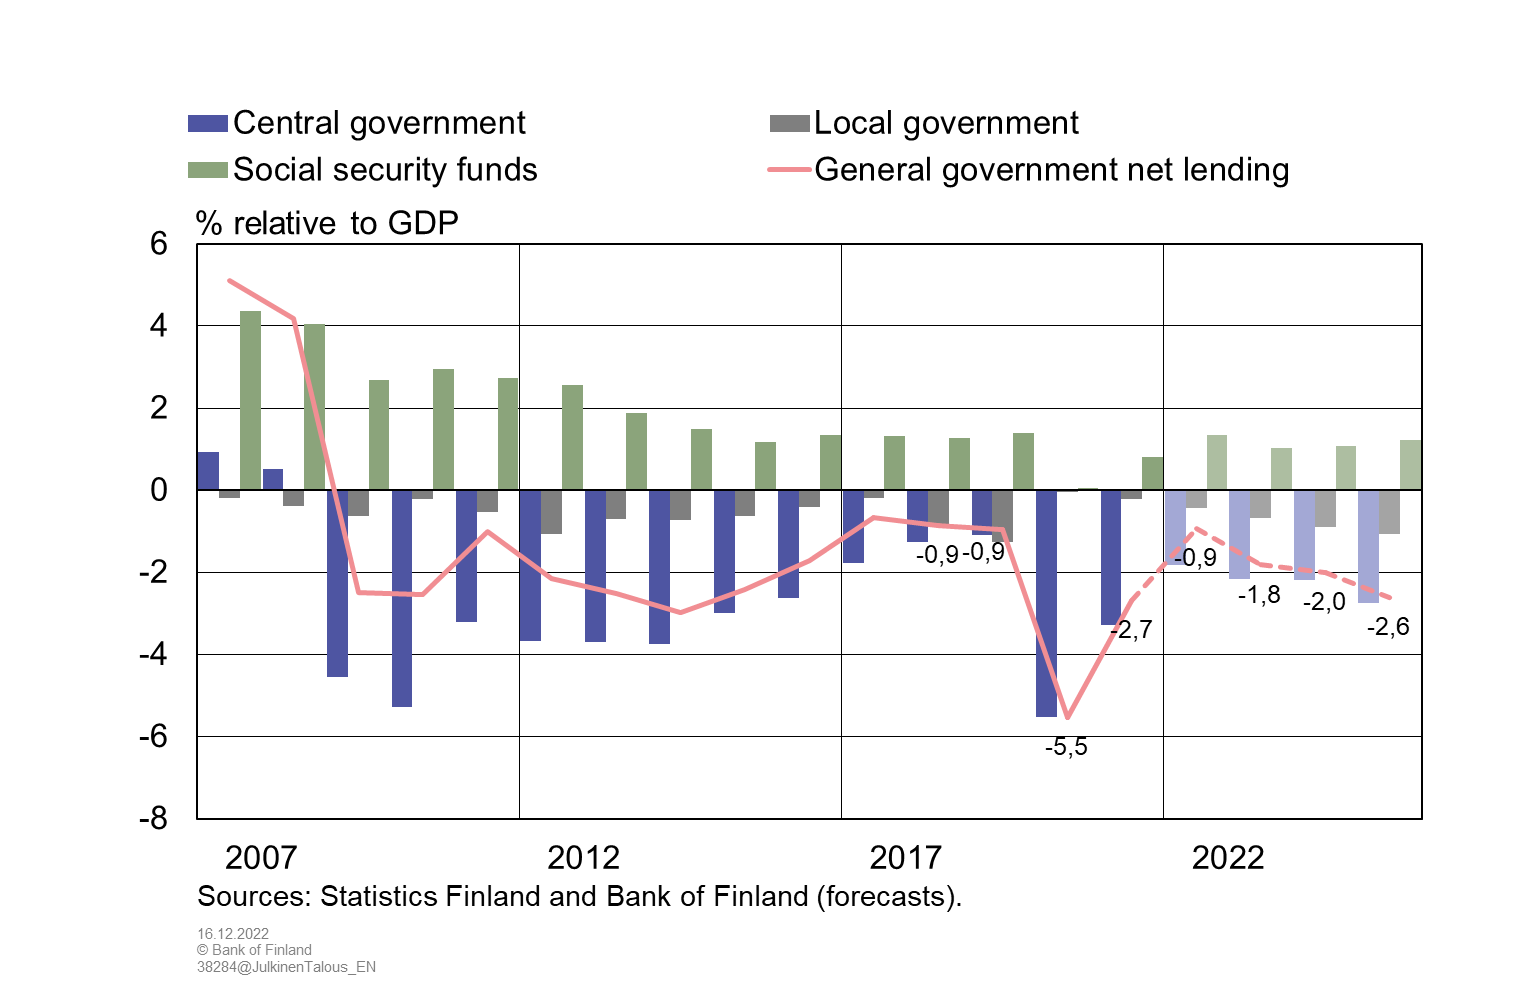 Central government
Local government
Social security funds
General government net lending
% relative to GDP
6
4
2
0
-2
-4
-6
-8
-0,9
-0,9
-5,5
-2,7
-0,9
-1,8
-2,0
-2,6
2007
2012
2017
2022
Sources: Statistics Finland and Bank of Finland (forecasts).
16.12.2022
© Bank of Finland
38284@JulkinenTalous_EN